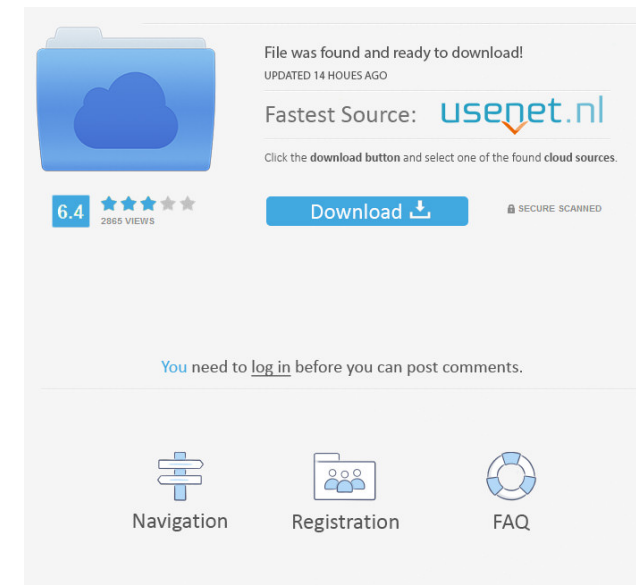 File was found and ready to download!
UPDATED 14 HOUES AGO
Fastest Source: usenet.nl
Click the download button and select one of the found cloud sources.
6.4
2865 VIEWS
Download
SECURE SCANNED
You need to log in before you can post comments.
Navigation
Registration
FAQ